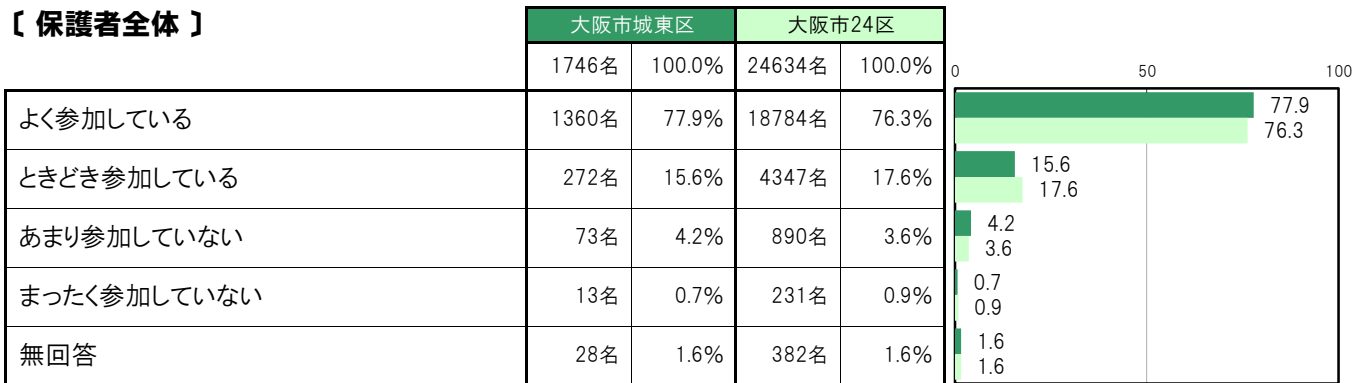 〔 保護者全体 〕
大阪市城東区 大阪市24区
1746名 100.0% 24634名 100.0%
0 50 100
よく参加している 1360名 77.9% 18784名 76.3%
77.9
76.3
ときどき参加している 272名 15.6% 4347名 17.6%
15.6
17.6
あまり参加していない 73名 4.2% 890名 3.6%
4.2
3.6
まったく参加していない 13名 0.7% 231名 0.9%
0.7
0.9
無回答 28名 1.6% 382名 1.6%
1.6
1.6